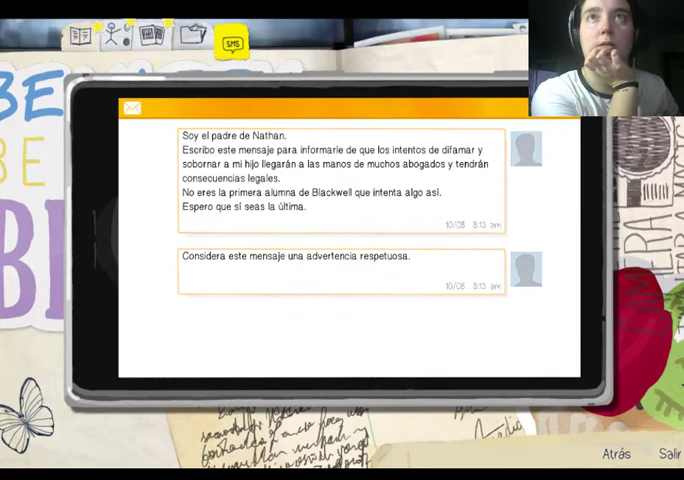 SMS
Soy el padre de Nathan.
Escribo este mensaje para informarle de que los intentos de difamar y
sobornar a mi hijo llegarán a las manos de muchos abogados y tendrán
consecuencias legales.
No eres la primera alumna de Blackwell que intenta algo así.
Espero que sí seas la última.
10/08 8:13 am
Considera este mensaje una advertencia respetuosa.
10/08 8:13 am
Atrás
Salir